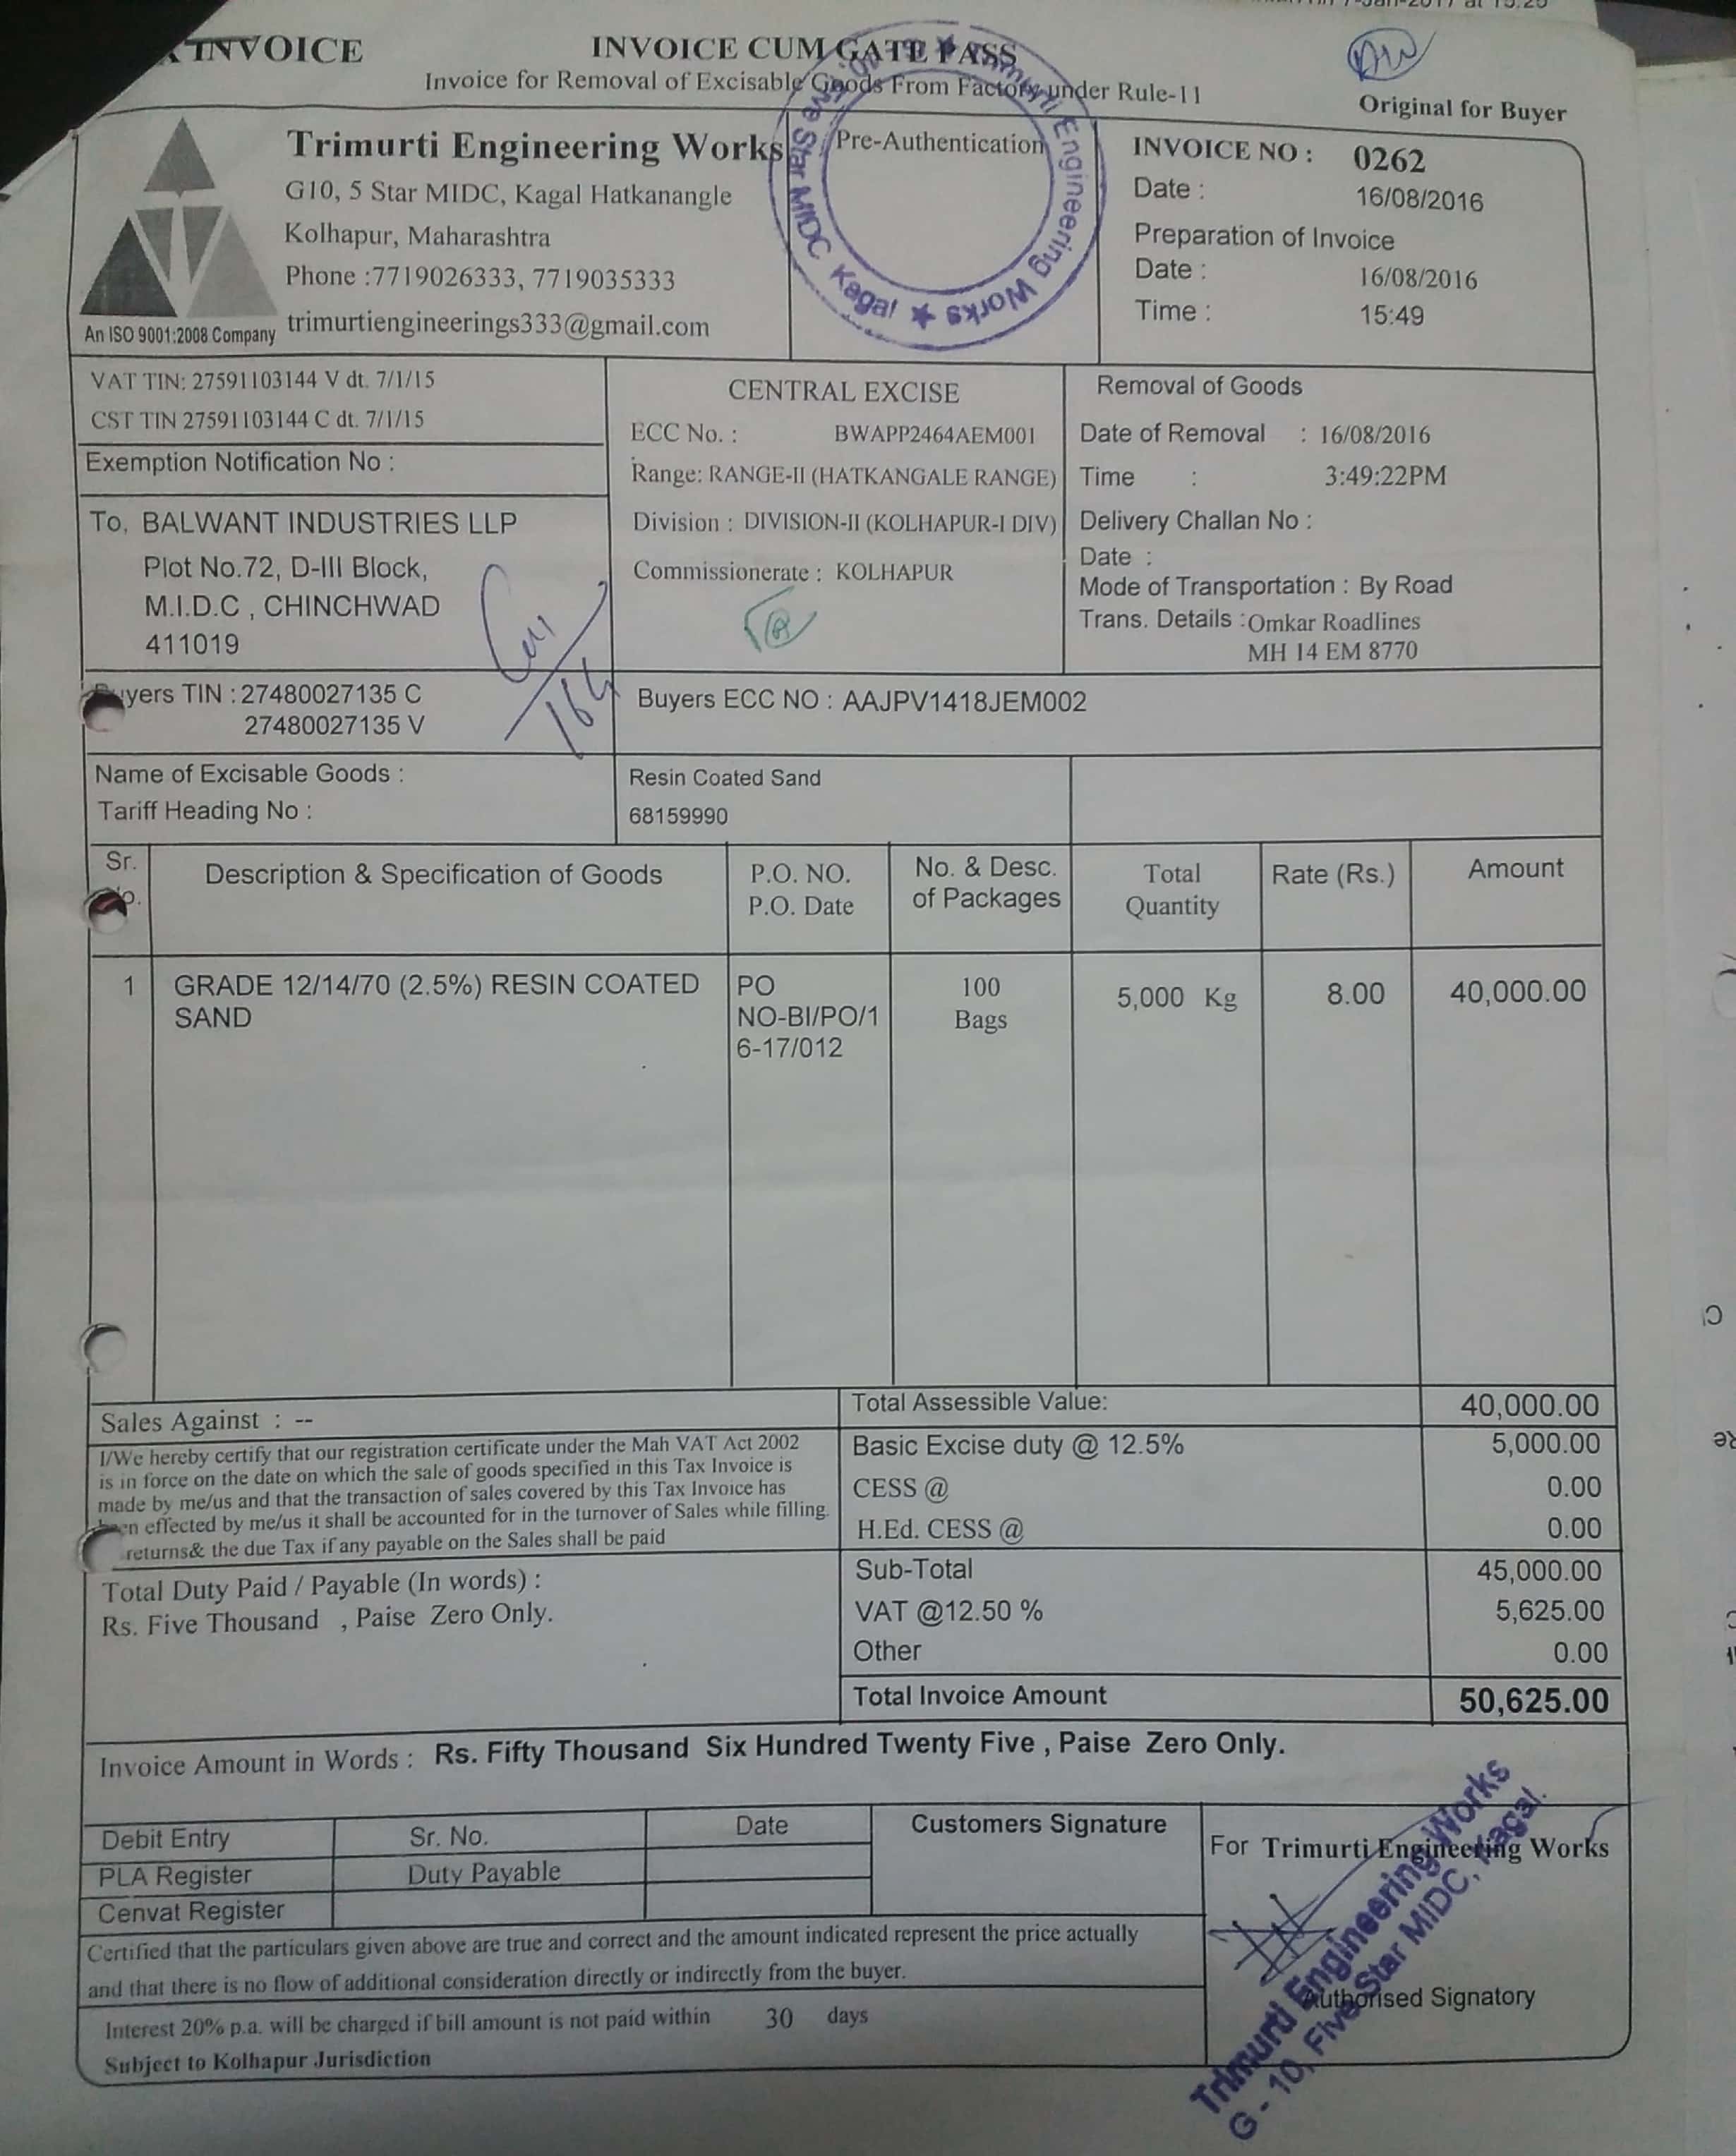 INVOICE
INVOICE CUM GATE PASS
Invoice for Removal of Excisable Goods From Factory under Rule-11
Original for Buyer
Trimurti Engineering Works
G10, 5 Star MIDC, Kagal Hatkanangle
Kolhapur, Maharashtra
Phone :7719026333, 7719035333
trimurtiengineerings333@gmail.com
An ISO 9001:2008 Company
Pre-Authentication
Trimurti Engineering Works ★ Five Star MIDC Kagal ★
INVOICE NO : 0262
Date : 16/08/2016
Preparation of Invoice
Date : 16/08/2016
Time : 15:49
VAT TIN: 27591103144 V dt. 7/1/15
CST TIN 27591103144 C dt. 7/1/15
Exemption Notification No :
To, BALWANT INDUSTRIES LLP
Plot No.72, D-III Block,
M.I.D.C , CHINCHWAD
411019
CENTRAL EXCISE
ECC No. : BWAPP2464AEM001
Range: RANGE-II (HATKANGALE RANGE)
Division : DIVISION-II (KOLHAPUR-I DIV)
Commissionerate : KOLHAPUR
Removal of Goods
Date of Removal : 16/08/2016
Time : 3:49:22PM
Delivery Challan No :
Date :
Mode of Transportation : By Road
Trans. Details : Omkar Roadlines
MH 14 EM 8770
164
yers TIN : 27480027135 C
27480027135 V
Buyers ECC NO : AAJPV1418JEM002
Name of Excisable Goods : Resin Coated Sand
Tariff Heading No : 68159990
Sr.
Description & Specification of Goods
P.O. NO.
P.O. Date
No. & Desc.
of Packages
Total
Quantity
Rate (Rs.)
Amount
1 GRADE 12/14/70 (2.5%) RESIN COATED
SAND
PO
NO-BI/PO/1
6-17/012
100
Bags
5,000 Kg
8.00
40,000.00
Sales Against : --
I/We hereby certify that our registration certificate under the Mah VAT Act 2002
is in force on the date on which the sale of goods specified in this Tax Invoice is
made by me/us and that the transaction of sales covered by this Tax Invoice has
en effected by me/us it shall be accounted for in the turnover of Sales while filling
returns& the due Tax if any payable on the Sales shall be paid
Total Duty Paid / Payable (In words) :
Rs. Five Thousand , Paise Zero Only.
Total Assessible Value: 40,000.00
Basic Excise duty @ 12.5% 5,000.00
CESS @ 0.00
H.Ed. CESS @ 0.00
Sub-Total 45,000.00
VAT @12.50 % 5,625.00
Other 0.00
Total Invoice Amount 50,625.00
Invoice Amount in Words : Rs. Fifty Thousand Six Hundred Twenty Five , Paise Zero Only.
Debit Entry Sr. No. Date
PLA Register Duty Payable
Cenvat Register
Customers Signature
For Trimurti Engineering Works
Trimurti Engineering Works
G - 10, Five Star MIDC, Kagal.
Authorised Signatory
Certified that the particulars given above are true and correct and the amount indicated represent the price actually
and that there is no flow of additional consideration directly or indirectly from the buyer.
Interest 20% p.a. will be charged if bill amount is not paid within 30 days
Subject to Kolhapur Jurisdiction